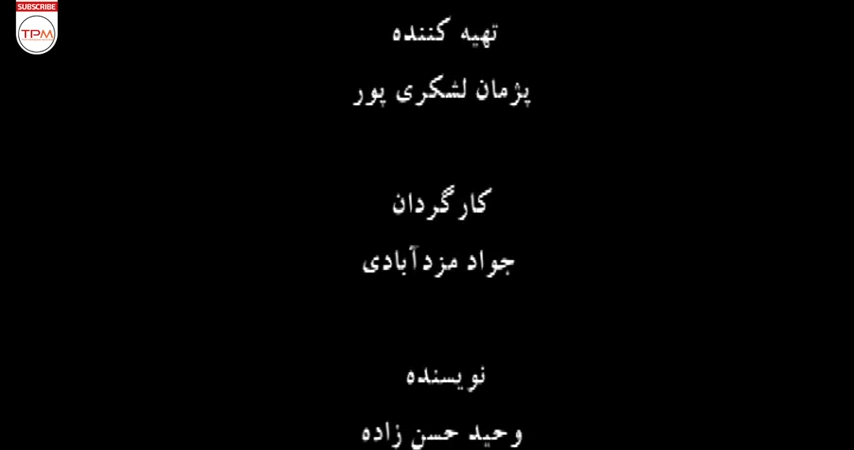 SUBSCRIBE
TPM
تهیه کننده
پژمان لشکری پور
کارگردان
جواد مزدآبادی
نویسنده
وحید حسن زاده